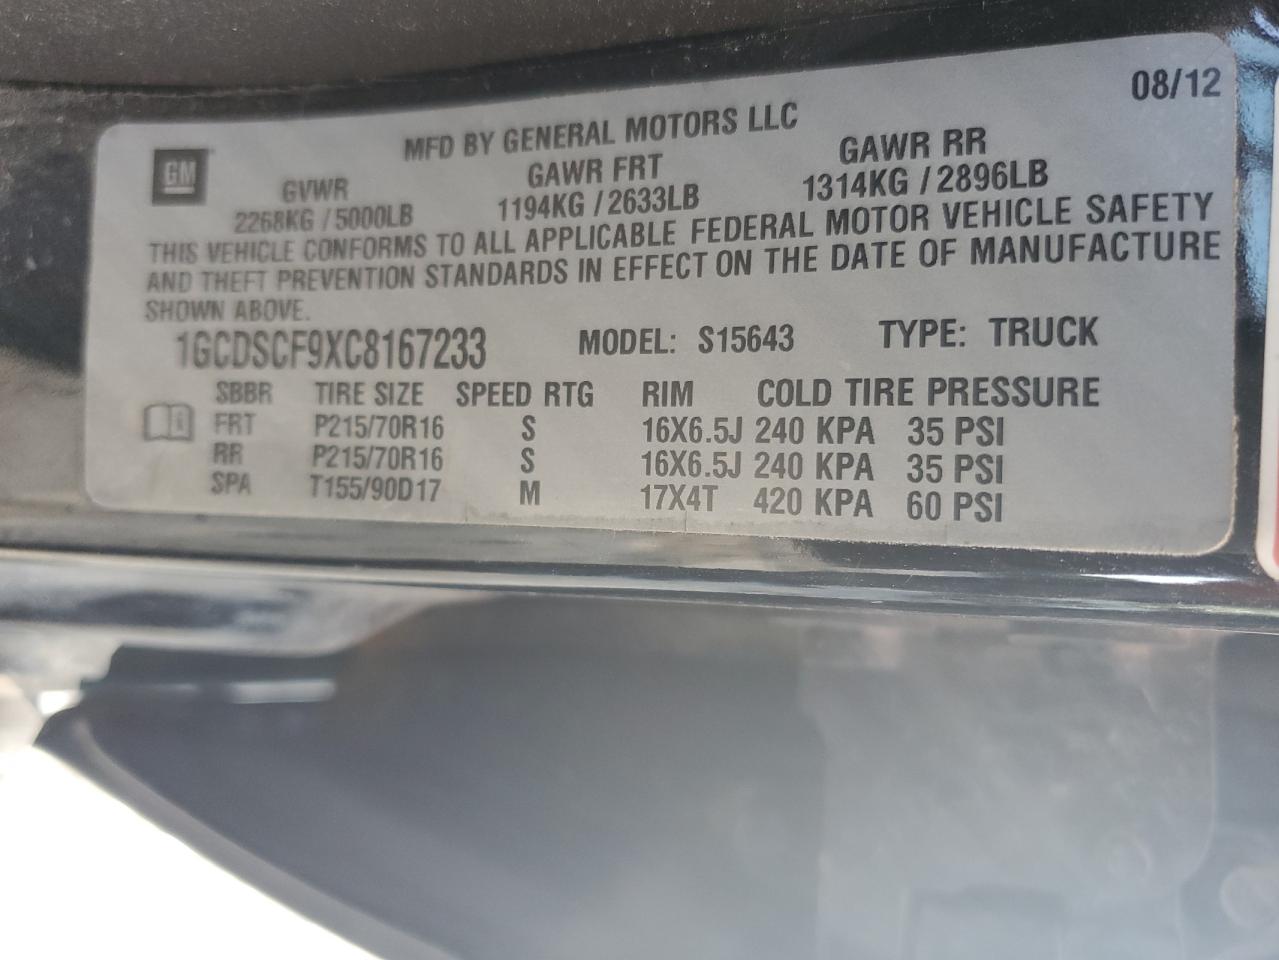 08/12
MFD BY GENERAL MOTORS LLC
GM
GVWR GAWR FRT GAWR RR
2268KG / 5000LB 1194KG / 2633LB 1314KG / 2896LB
THIS VEHICLE CONFORMS TO ALL APPLICABLE FEDERAL MOTOR VEHICLE SAFETY
AND THEFT PREVENTION STANDARDS IN EFFECT ON THE DATE OF MANUFACTURE
SHOWN ABOVE.
1GCDSCF9XC8167233 MODEL: S15643 TYPE: TRUCK
SBBR TIRE SIZE SPEED RTG RIM COLD TIRE PRESSURE
FRT P215/70R16 S 16X6.5J 240 KPA 35 PSI
RR P215/70R16 S 16X6.5J 240 KPA 35 PSI
SPA T155/90D17 M 17X4T 420 KPA 60 PSI